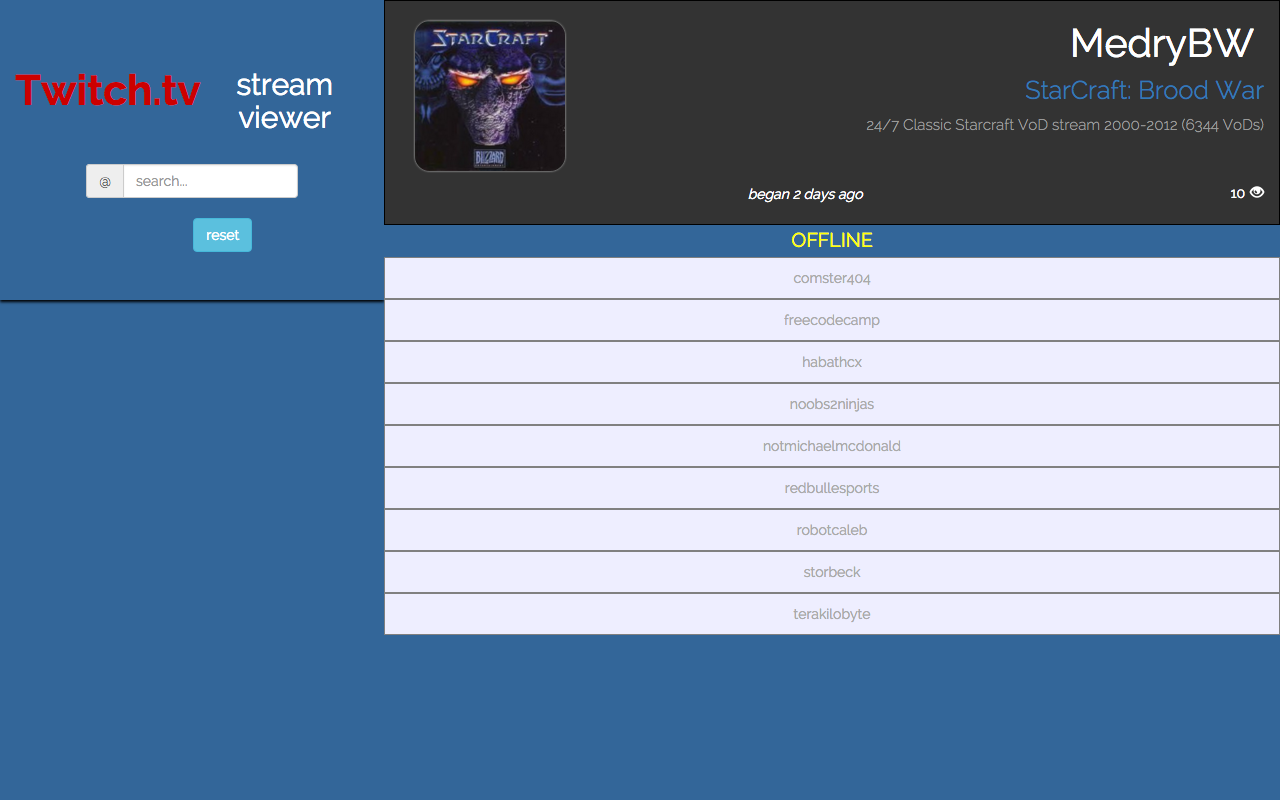 Twitch.tv
stream
viewer
@ search...
reset
STARCRAFT
BLIZZARD
MedryBW
StarCraft: Brood War
24/7 Classic Starcraft VoD stream 2000-2012 (6344 VoDs)
began 2 days ago
10
OFFLINE
comster404
freecodecamp
habathcx
noobs2ninjas
notmichaelmcdonald
redbullesports
robotcaleb
storbeck
terakilobyte